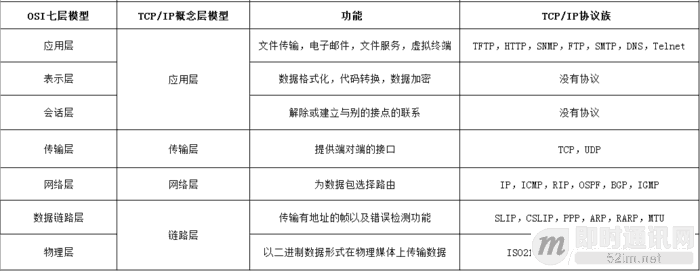 OSI七层模型 TCP/IP概念层模型 功能 TCP/IP协议族
应用层 文件传输，电子邮件，文件服务，虚拟终端 TFTP，HTTP，SNMP，FTP，SMTP，DNS，Telnet
表示层 应用层 数据格式化，代码转换，数据加密 没有协议
会话层 解除或建立与别的接点的联系 没有协议
传输层 传输层 提供端对端的接口 TCP，UDP
网络层 网络层 为数据包选择路由 IP，ICMP，RIP，OSPF，BGP，IGMP
数据链路层 传输有地址的帧以及错误检测功能 SLIP，CSLIP，PPP，ARP，RARP，MTU
链路层
物理层 以二进制数据形式在物理媒体上传输数据 ISO21
即时通讯网
52im.net